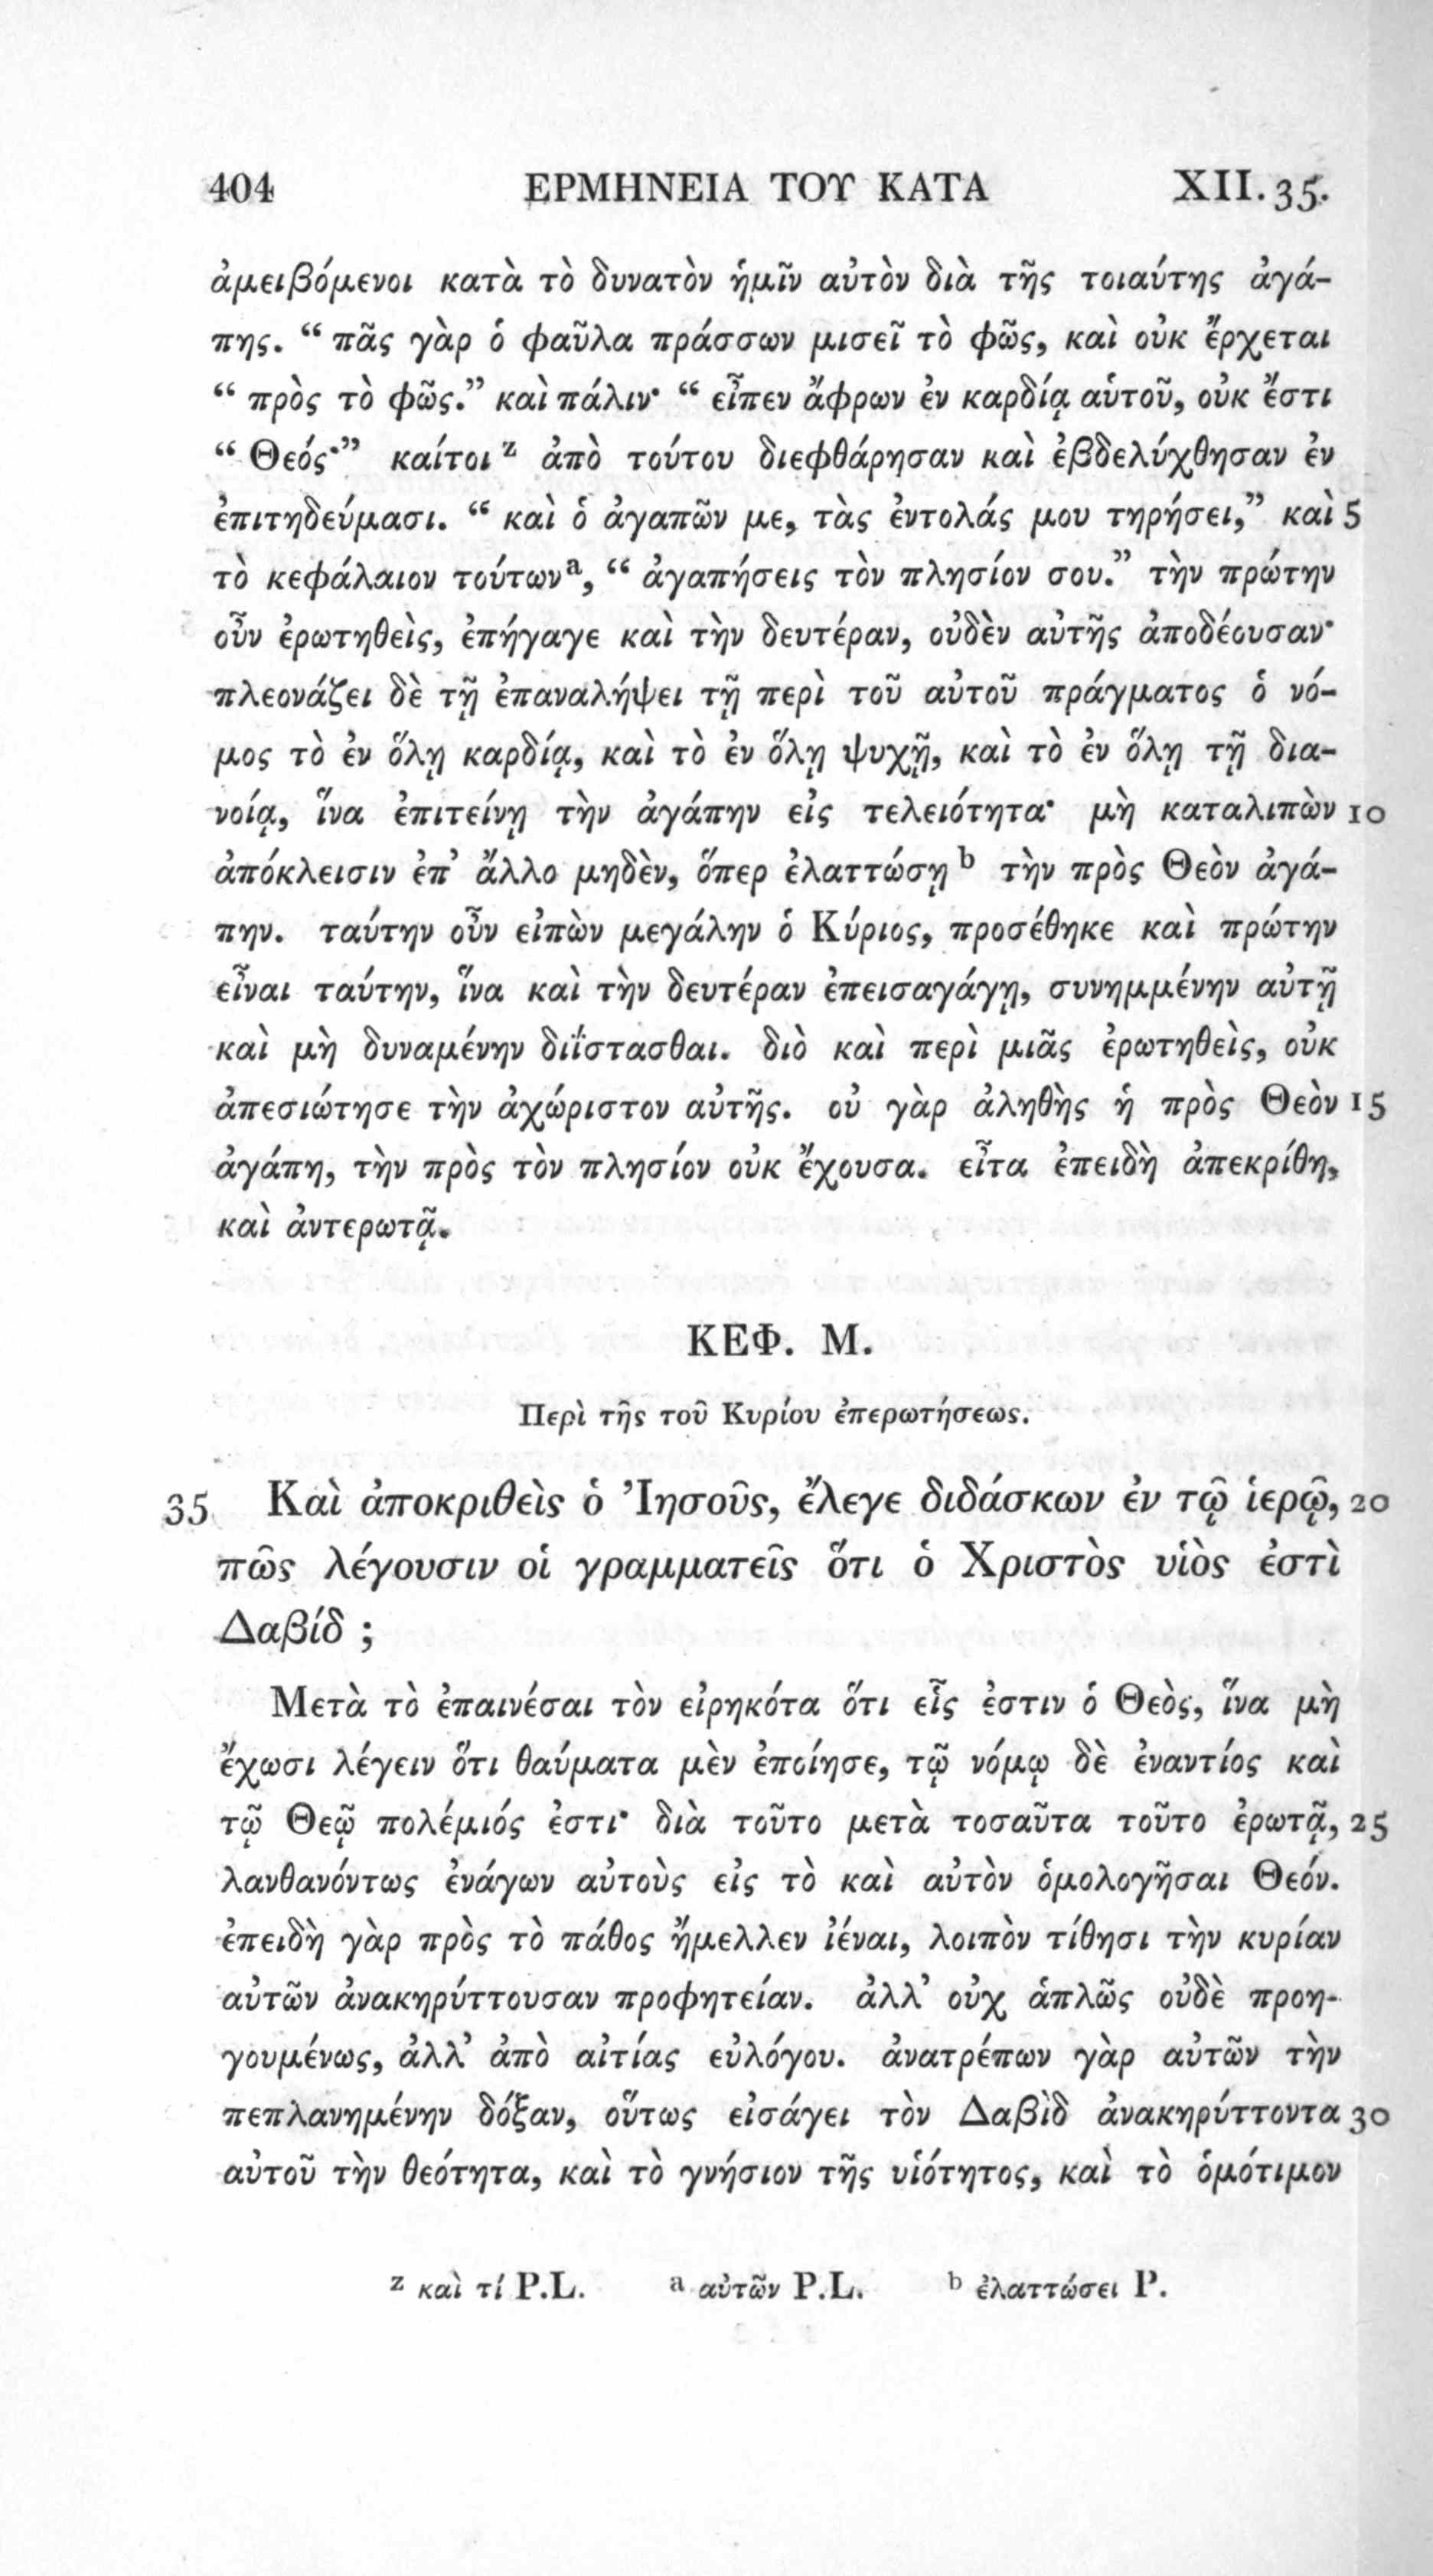 404 ΕΡΜΗΝΕΙΑ ΤΟΥ ΚΑΤΑ XII. 35.
ἀμειβόμενοι κατὰ τὸ δυνατὸν ἡμῖν αὐτὸν διὰ τῆς τοιαύτης ἀγά-
πης. “ πᾶς γὰρ ὁ φαῦλα πράσσων μισεῖ τὸ φῶς, καὶ οὐκ ἔρχεται
“ πρὸς τὸ φῶς.” καὶ πάλιν· “ εἶπεν ἄφρων ἐν καρδίᾳ αὑτοῦ, οὐκ ἔστι
“ Θεός·” καίτοι z ἀπὸ τούτου διεφθάρησαν καὶ ἐβδελύχθησαν ἐν
ἐπιτηδεύμασι. “ καὶ ὁ ἀγαπῶν με, τὰς ἐντολάς μου τηρήσει,” καὶ 5
τὸ κεφάλαιον τούτων a, “ ἀγαπήσεις τὸν πλησίον σου.” τὴν πρώτην
οὖν ἐρωτηθεὶς, ἐπήγαγε καὶ τὴν δευτέραν, οὐδὲν αὐτῆς ἀποδέουσαν·
πλεονάζει δὲ τῇ ἐπαναλήψει τῇ περὶ τοῦ αὐτοῦ πράγματος ὁ νό-
μος τὸ ἐν ὅλῃ καρδίᾳ, καὶ τὸ ἐν ὅλῃ ψυχῇ, καὶ τὸ ἐν ὅλῃ τῇ δια-
νοίᾳ, ἵνα ἐπιτείνῃ τὴν ἀγάπην εἰς τελειότητα· μὴ καταλιπὼν 10
ἀπόκλεισιν ἐπ’ ἄλλο μηδὲν, ὅπερ ἐλαττώσῃ b τὴν πρὸς Θεὸν ἀγά-
πην. ταύτην οὖν εἰπὼν μεγάλην ὁ Κύριος, προσέθηκε καὶ πρώτην
εἶναι ταύτην, ἵνα καὶ τὴν δευτέραν ἐπεισαγάγῃ, συνημμένην αὐτῇ
καὶ μὴ δυναμένην διΐστασθαι. διὸ καὶ περὶ μιᾶς ἐρωτηθεὶς, οὐκ
ἀπεσιώτησε τὴν ἀχώριστον αὐτῆς. οὐ γὰρ ἀληθὴς ἡ πρὸς Θεὸν 15
ἀγάπη, τὴν πρὸς τὸν πλησίον οὐκ ἔχουσα. εἶτα ἐπειδὴ ἀπεκρίθη,
καὶ ἀντερωτᾷ.
ΚΕΦ. Μ.
Περὶ τῆς τοῦ Κυρίου ἐπερωτήσεως.
35 Καὶ ἀποκριθεὶς ὁ Ἰησοῦς, ἔλεγε διδάσκων ἐν τῷ ἱερῷ, 20
πῶς λέγουσιν οἱ γραμματεῖς ὅτι ὁ Χριστὸς υἱὸς ἐστὶ
Δαβίδ ;
Μετὰ τὸ ἐπαινέσαι τὸν εἰρηκότα ὅτι εἷς ἐστιν ὁ Θεὸς, ἵνα μὴ
ἔχωσι λέγειν ὅτι θαύματα μὲν ἐποίησε, τῷ νόμῳ δὲ ἐναντίος καὶ
τῷ Θεῷ πολέμιός ἐστι· διὰ τοῦτο μετὰ τοσαῦτα τοῦτο ἐρωτᾷ, 25
λανθανόντως ἐνάγων αὐτοὺς εἰς τὸ καὶ αὐτὸν ὁμολογῆσαι Θεόν.
ἐπειδὴ γὰρ πρὸς τὸ πάθος ἤμελλεν ἰέναι, λοιπὸν τίθησι τὴν κυρίαν
αὐτῶν ἀνακηρύττουσαν προφητείαν. ἀλλ’ οὐχ ἁπλῶς οὐδὲ προη-
γουμένως, ἀλλ’ ἀπὸ αἰτίας εὐλόγου. ἀνατρέπων γὰρ αὐτῶν τὴν
πεπλανημένην δόξαν, οὕτως εἰσάγει τὸν Δαβὶδ ἀνακηρύττοντα 30
αὐτοῦ τὴν θεότητα, καὶ τὸ γνήσιον τῆς υἱότητος, καὶ τὸ ὁμότιμον
z καὶ τί P.L. a αὐτῶν P.L. b ἐλαττώσει P.